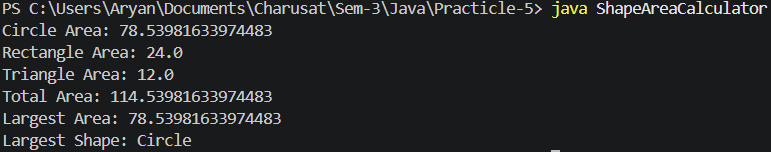 PS C:\Users\Aryan\Documents\Charusat\Sem-3\Java\Practicle-5> java ShapeAreaCalculator
Circle Area: 78.53981633974483
Rectangle Area: 24.0
Triangle Area: 12.0
Total Area: 114.53981633974483
Largest Area: 78.53981633974483
Largest Shape: Circle